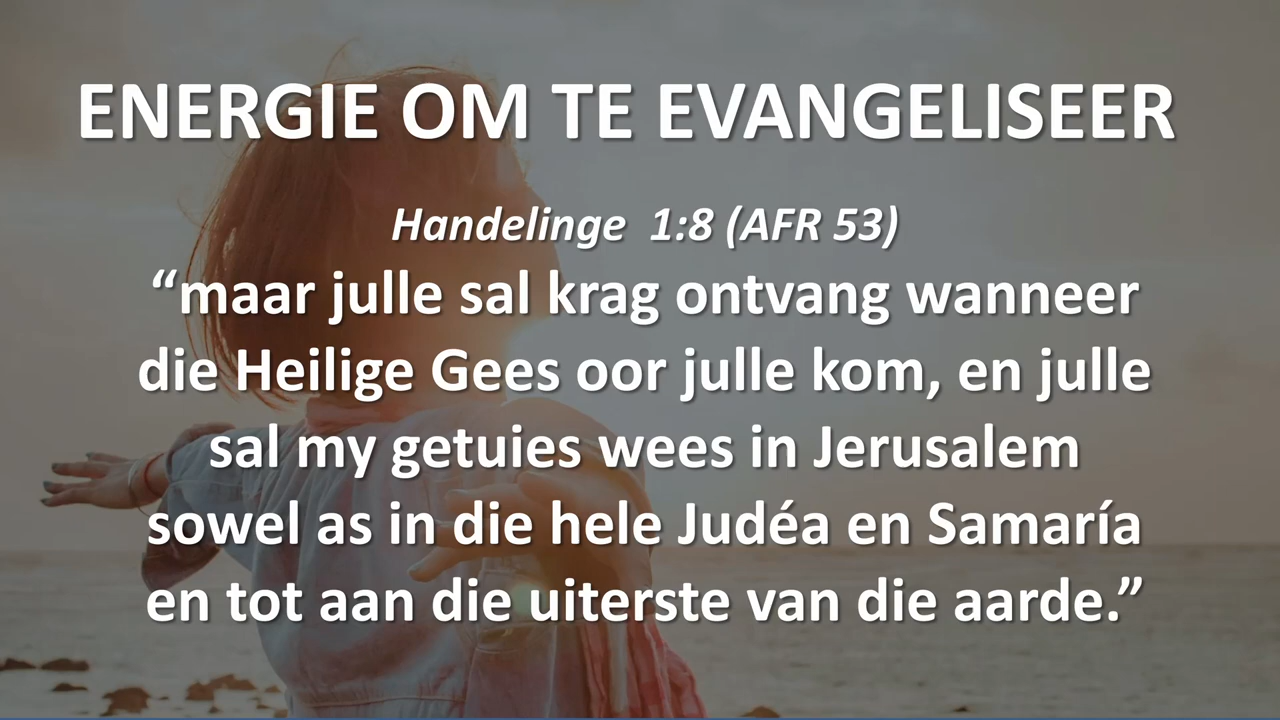 ENERGIE OM TE EVANGELISEER
Handelinge 1:8 (AFR 53)
“maar julle sal krag ontvang wanneer
die Heilige Gees oor julle kom, en julle
sal my getuies wees in Jerusalem
sowel as in die hele Judéa en Samaría
en tot aan die uiterste van die aarde.”